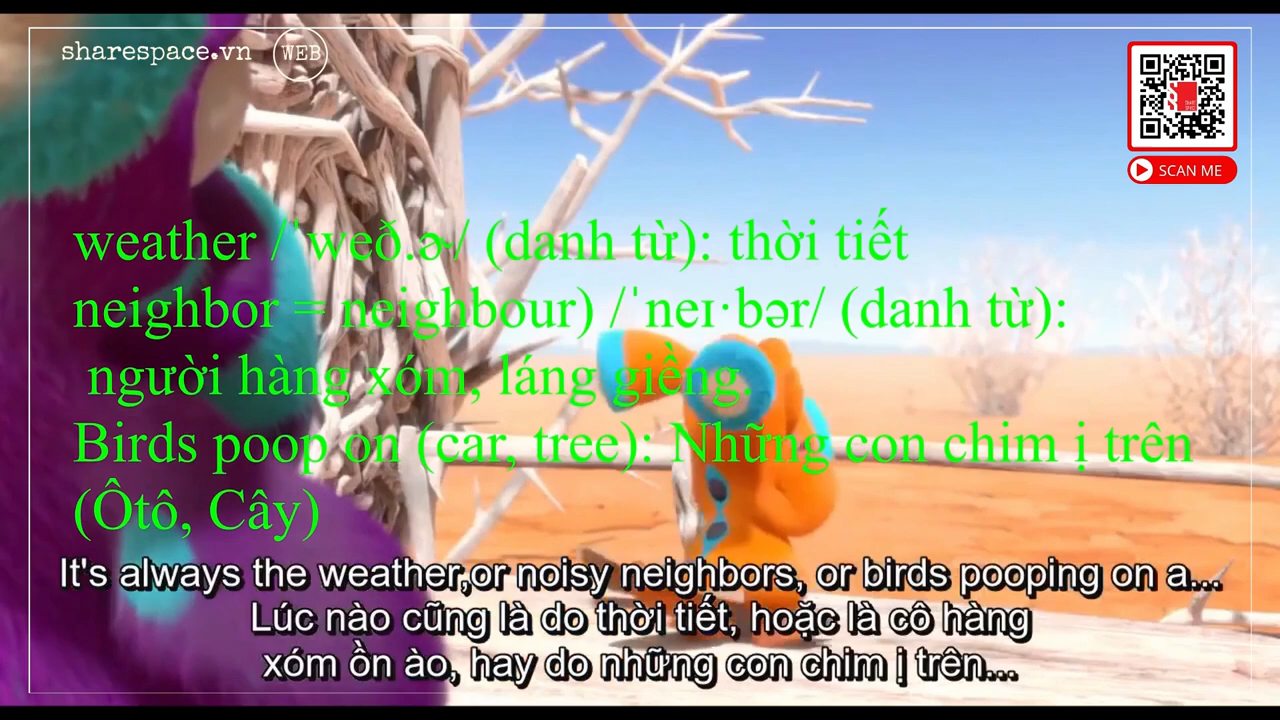 sharespace.vn WEB
SCAN ME
weather /ˈweð.ɚ/ (danh từ): thời tiết
neighbor = neighbour) /ˈneɪ·bər/ (danh từ):
người hàng xóm, láng giềng.
Birds poop on (car, tree): Những con chim ị trên
(Ôtô, Cây)
It's always the weather,or noisy neighbors, or birds pooping on a...
Lúc nào cũng là do thời tiết, hoặc là cô hàng
xóm ồn ào, hay do những con chim ị trên...